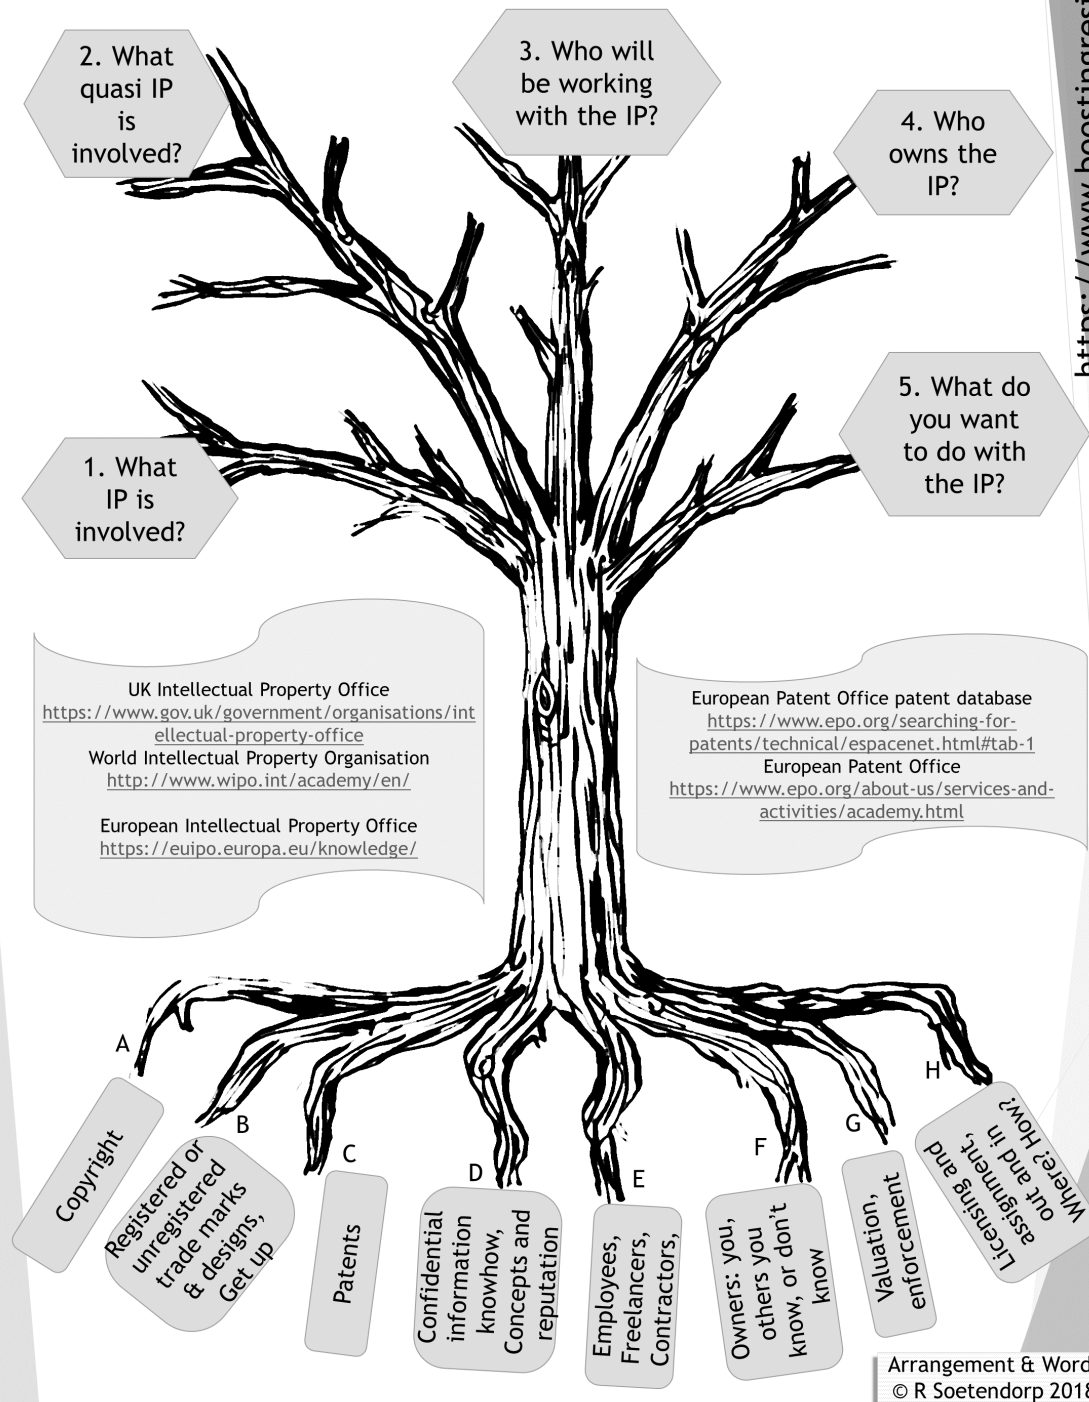 2. What
quasi IP
is
involved?
3. Who will
be working
with the IP?
4. Who
owns the
IP?
1. What
IP is
involved?
5. What do
you want
to do with
the IP?
UK Intellectual Property Office
https://www.gov.uk/government/organisations/int
ellectual-property-office
World Intellectual Property Organisation
http://www.wipo.int/academy/en/
European Intellectual Property Office
https://euipo.europa.eu/knowledge/
European Patent Office patent database
https://www.epo.org/searching-for-
patents/technical/espacenet.html#tab-1
European Patent Office
https://www.epo.org/about-us/services-and-
activities/academy.html
A
Copyright
B
Registered or
unregistered
trade marks
& designs,
Get up
C
Patents
D
Confidential
information
knowhow,
Concepts and
reputation
E
Employees,
Freelancers,
Contractors,
F
Owners: you,
others you
know, or don't
know
G
Valuation,
enforcement
H
Licensing and
assignment,
out and in
Where? How?
Arrangement & Word
© R Soetendorp 2018